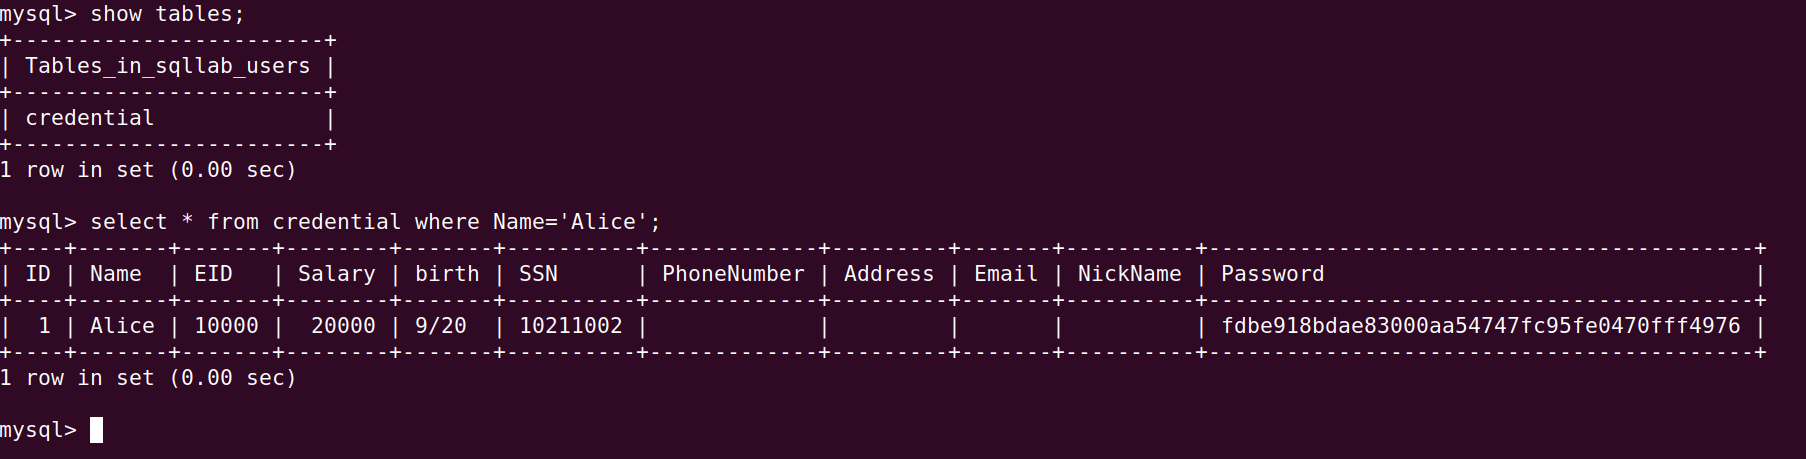 mysql> show tables;
+------------------------+
| Tables_in_sqllab_users |
+------------------------+
| credential             |
+------------------------+
1 row in set (0.00 sec)
mysql> select * from credential where Name='Alice';
+----+-------+-------+--------+-------+----------+-------------+---------+-------+----------+------------------------------------------+
| ID | Name  | EID   | Salary | birth | SSN      | PhoneNumber | Address | Email | NickName | Password                                 |
+----+-------+-------+--------+-------+----------+-------------+---------+-------+----------+------------------------------------------+
|  1 | Alice | 10000 |  20000 | 9/20  | 10211002 |             |         |       |          | fdbe918bdae83000aa54747fc95fe0470fff4976 |
+----+-------+-------+--------+-------+----------+-------------+---------+-------+----------+------------------------------------------+
1 row in set (0.00 sec)
mysql>